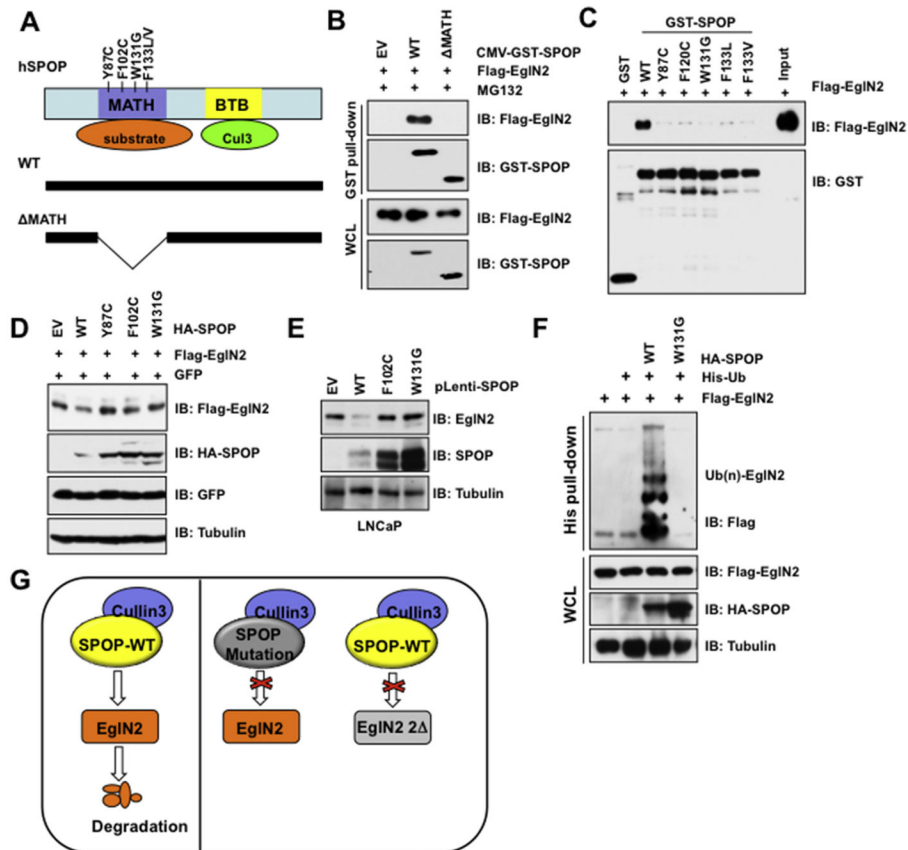 A
hSPOP
Y87C
F102C
W131G
F133L/V
MATH
BTB
substrate
Cul3
WT
ΔMATH
B
EV
WT
ΔMATH
CMV-GST-SPOP
+ + + Flag-EglN2
+ + + MG132
GST pull-down
IB: Flag-EglN2
IB: GST-SPOP
WCL
IB: Flag-EglN2
IB: GST-SPOP
C
GST-SPOP
GST
WT
Y87C
F120C
W131G
F133L
F133V
Input
+ + + + + + + + Flag-EglN2
IB: Flag-EglN2
IB: GST
D
EV
WT
Y87C
F102C
W131G
HA-SPOP
+ + + + + Flag-EglN2
+ + + + + GFP
IB: Flag-EglN2
IB: HA-SPOP
IB: GFP
IB: Tubulin
E
EV
WT
F102C
W131G
pLenti-SPOP
IB: EglN2
IB: SPOP
IB: Tubulin
LNCaP
F
WT
W131G
HA-SPOP
+ + + His-Ub
+ + + + Flag-EglN2
His pull-down
Ub(n)-EglN2
IB: Flag
WCL
IB: Flag-EglN2
IB: HA-SPOP
IB: Tubulin
G
Cullin3
SPOP-WT
EglN2
Degradation
Cullin3
SPOP
Mutation
EglN2
Cullin3
SPOP-WT
EglN2 2Δ